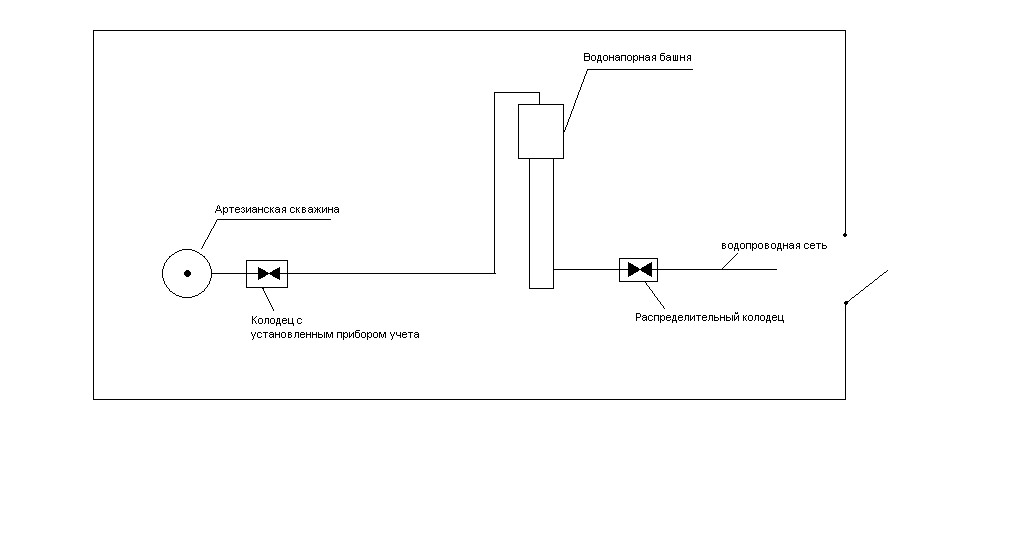 Водонапорная башня
Артезианская скважина
водопроводная сеть
Колодец с
установленным прибором учета
Распределительный колодец